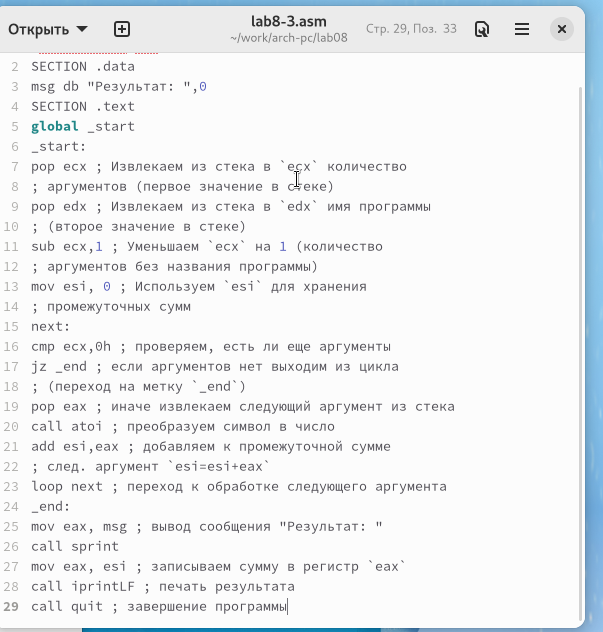 Открыть
lab8-3.asm
~/work/arch-pc/lab08
Стр. 29, Поз. 33
2 SECTION .data
3 msg db "Результат: ",0
4 SECTION .text
5 global _start
6 _start:
7 pop ecx ; Извлекаем из стека в `ecx` количество
8 ; аргументов (первое значение в стеке)
9 pop edx ; Извлекаем из стека в `edx` имя программы
10 ; (второе значение в стеке)
11 sub ecx,1 ; Уменьшаем `ecx` на 1 (количество
12 ; аргументов без названия программы)
13 mov esi, 0 ; Используем `esi` для хранения
14 ; промежуточных сумм
15 next:
16 cmp ecx,0h ; проверяем, есть ли еще аргументы
17 jz _end ; если аргументов нет выходим из цикла
18 ; (переход на метку `_end`)
19 pop eax ; иначе извлекаем следующий аргумент из стека
20 call atoi ; преобразуем символ в число
21 add esi,eax ; добавляем к промежуточной сумме
22 ; след. аргумент `esi=esi+eax`
23 loop next ; переход к обработке следующего аргумента
24 _end:
25 mov eax, msg ; вывод сообщения "Результат: "
26 call sprint
27 mov eax, esi ; записываем сумму в регистр `eax`
28 call iprintLF ; печать результата
29 call quit ; завершение программы